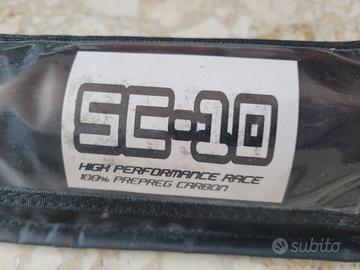 SC-10
HIGH PERFORMANCE RACE
100% PREPREG CARBON
subito